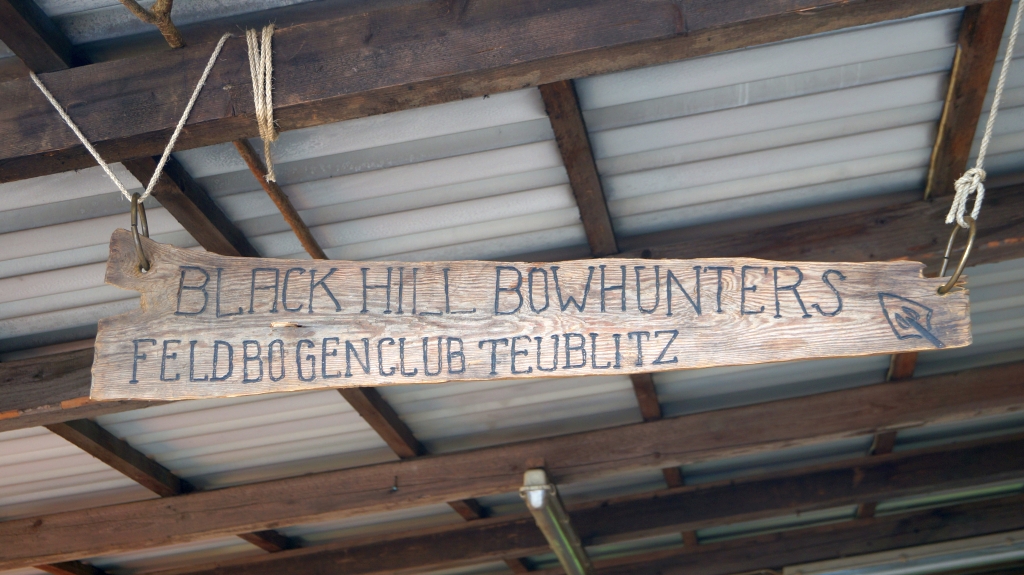 BLACK HILL BOWHUNTERS
FELDBOGENCLUB TEUBLITZ